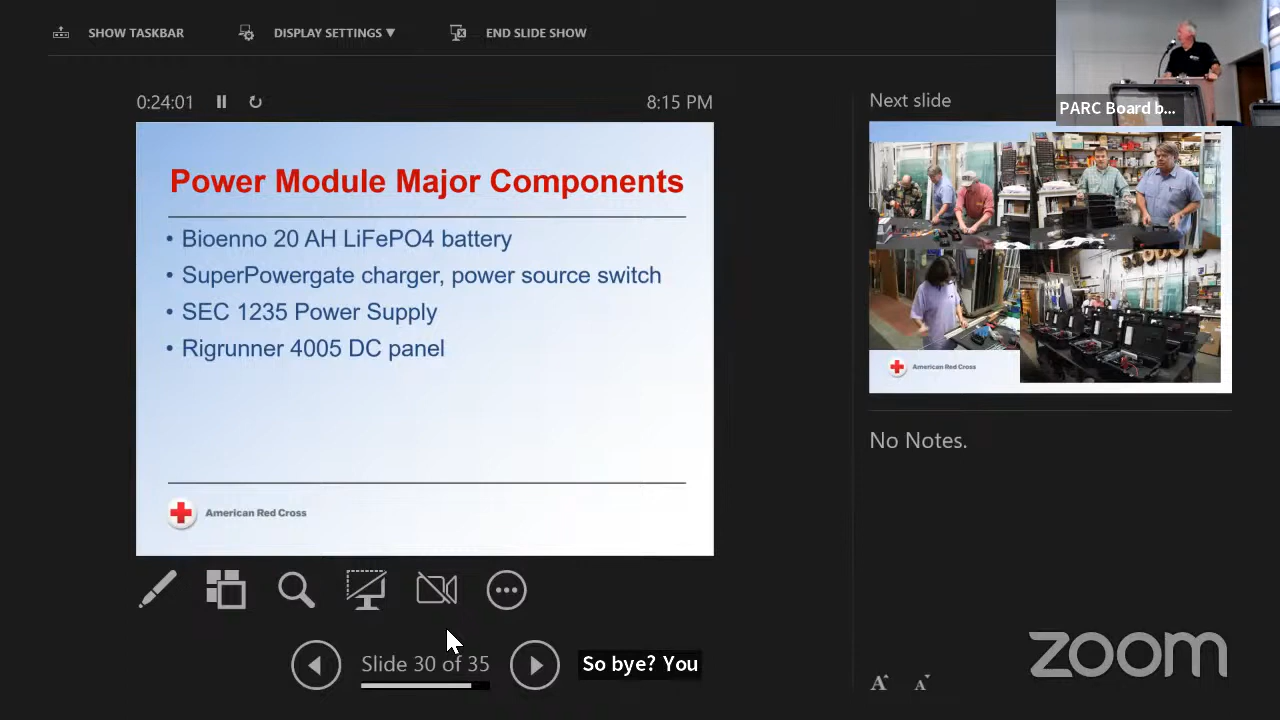 SHOW TASKBAR
DISPLAY SETTINGS ▼
END SLIDE SHOW
PARC Board b...
0:24:01
8:15 PM
Next slide
Power Module Major Components
• Bioenno 20 AH LiFePO4 battery
• SuperPowergate charger, power source switch
• SEC 1235 Power Supply
• Rigrunner 4005 DC panel
American Red Cross
American Red Cross
No Notes.
Slide 30 of 35
So bye? You
zoom
A A